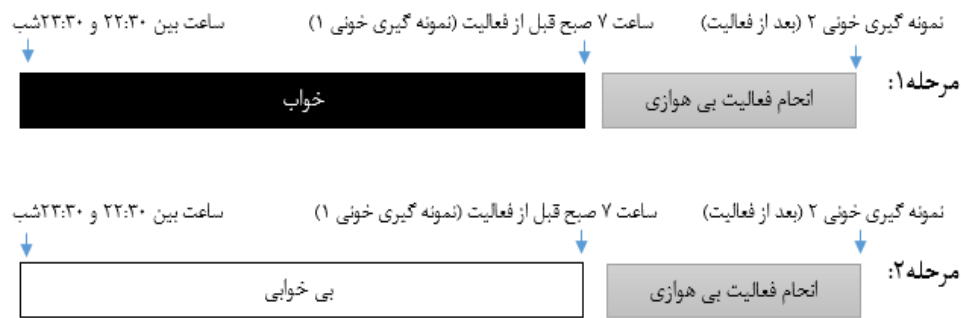 نمونه گیری خونی ۲ (بعد از فعالیت) ساعت ۷ صبح قبل از فعالیت (نمونه گیری خونی ۱) ساعت بین ۲۲:۳۰ و ۲۳:۳۰شب
مرحله۱:
انحام فعالیت بی هوازی خواب
نمونه گیری خونی ۲ (بعد از فعالیت) ساعت ۷ صبح قبل از فعالیت (نمونه گیری خونی ۱) ساعت بین ۲۲:۳۰ و ۲۳:۳۰شب
مرحله۲:
انحام فعالیت بی هوازی بی خوابی